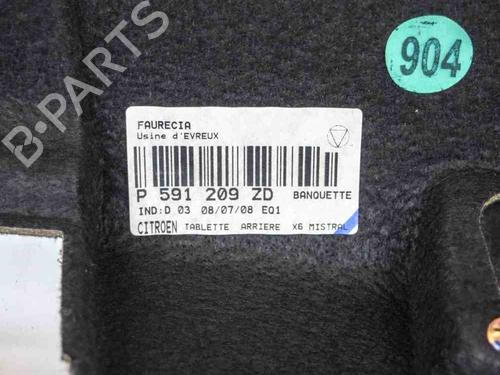 904
B-PARTS
FAURECIA
Usine d'EVREUX
P 591 209 ZD BANQUETTE
IND:D 03 08/07/08 EQ1
CITROEN TABLETTE ARRIERE X6 MISTRAL